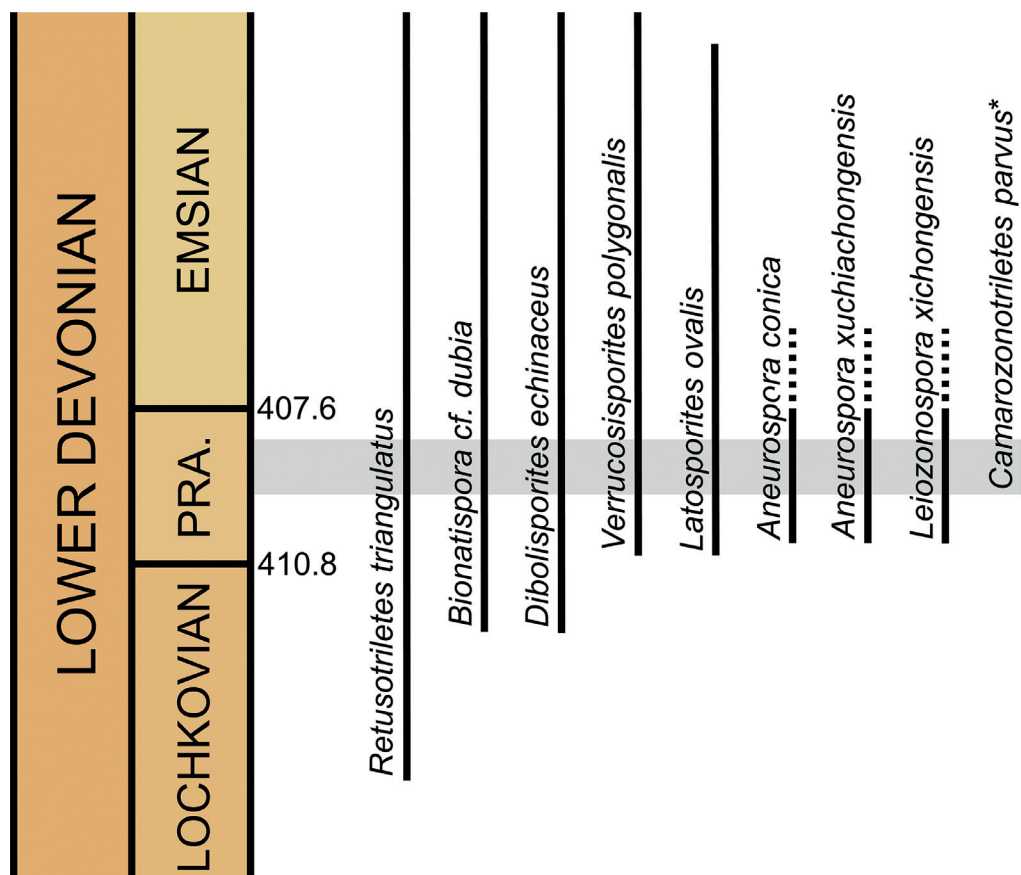 LOWER DEVONIAN
EMSIAN
PRA.
LOCHKOVIAN
407.6
410.8
Retusotriletes triangulatus
Bionatispora cf. dubia
Dibolisporites echinaceus
Verrucosisporites polygonalis
Latosporites ovalis
Aneurospora conica
Aneurospora xuchiachongensis
Leiozonospora xichongensis
Camarozonotriletes parvus*